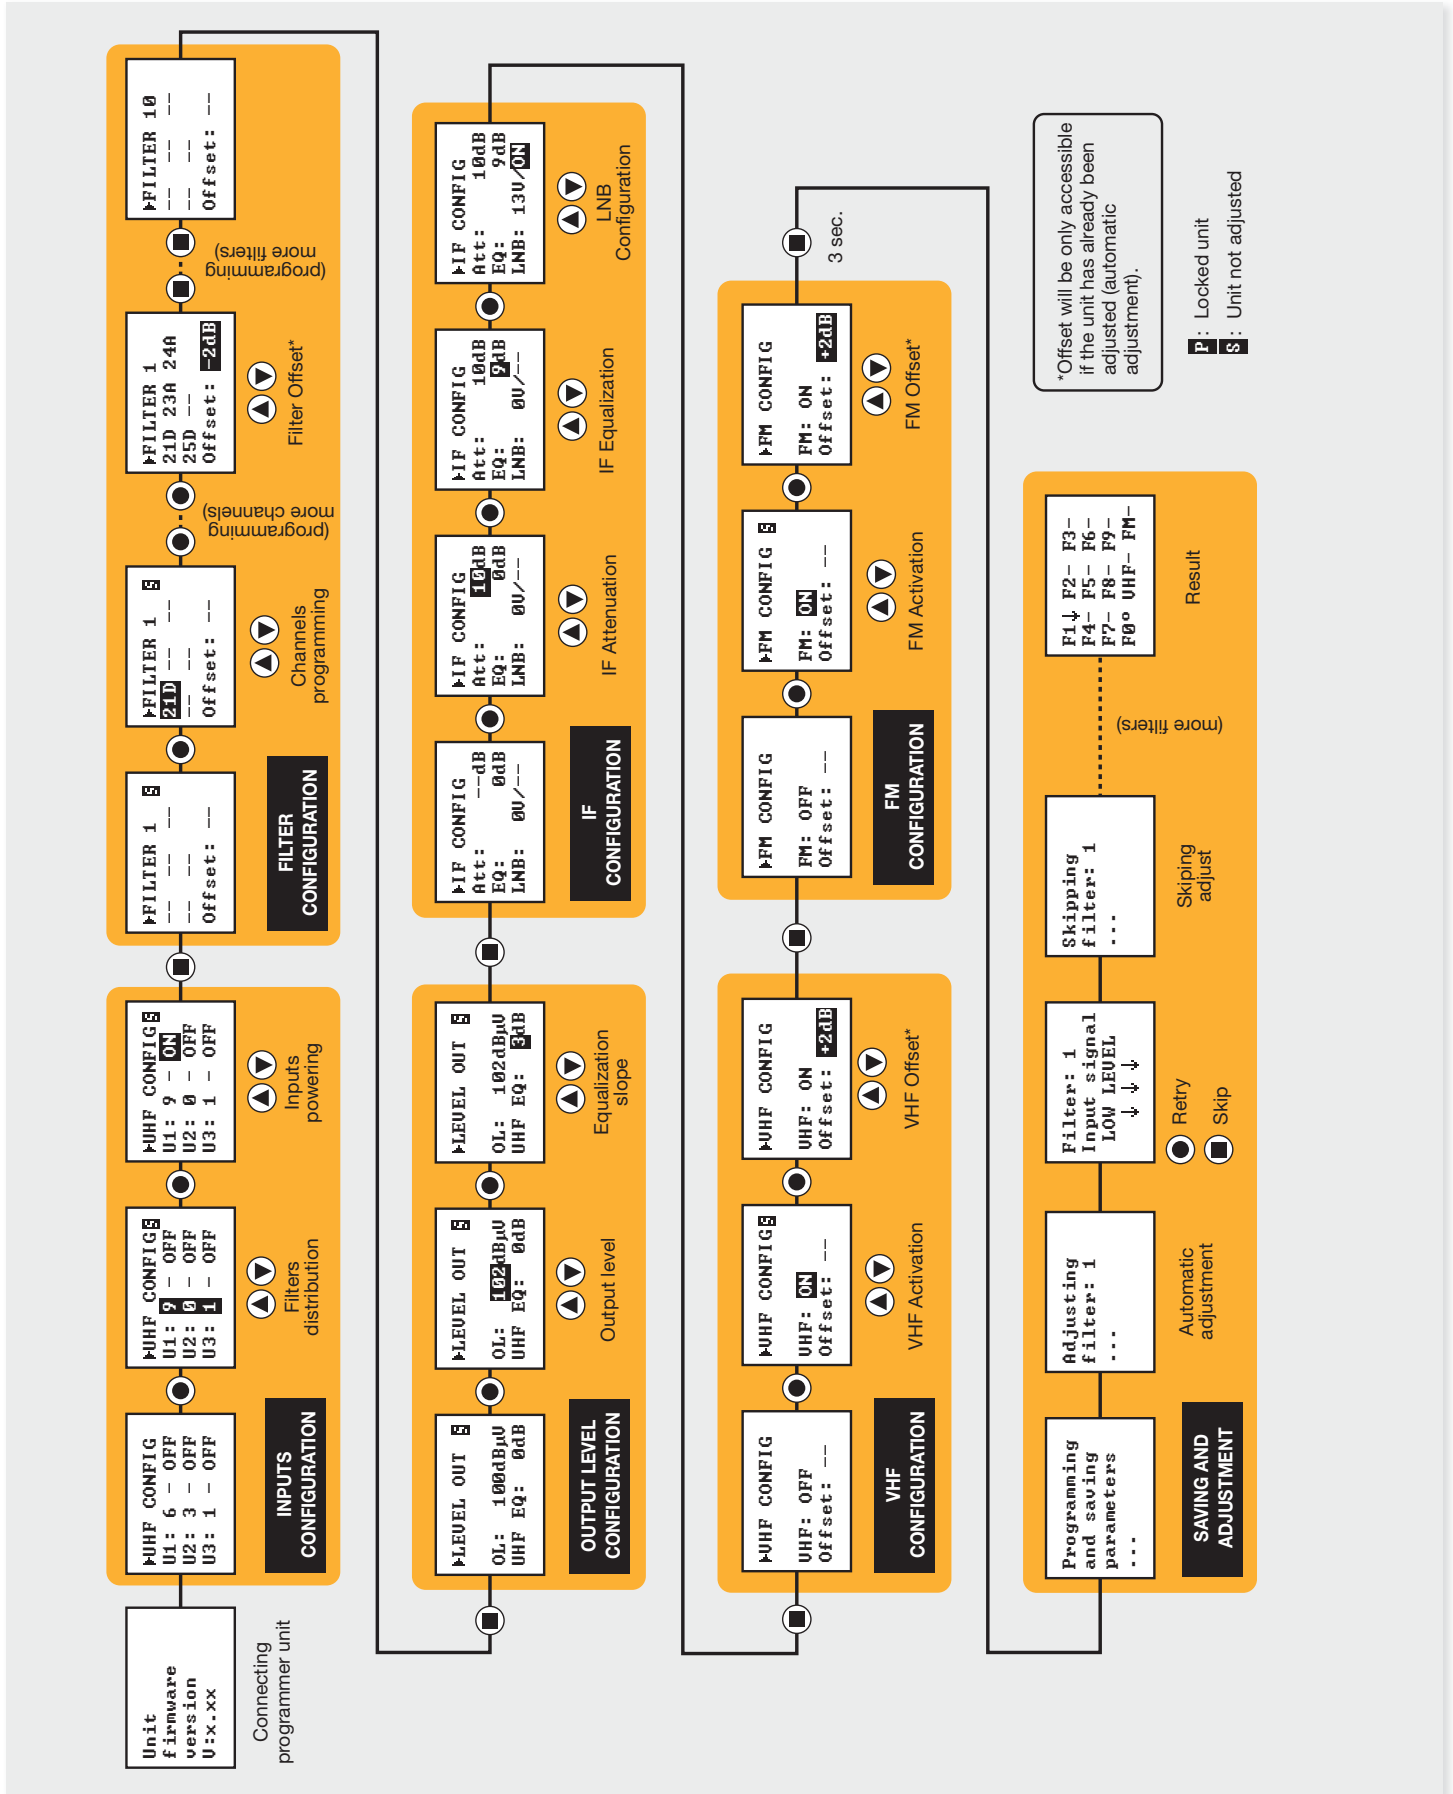 Unit
firmware
version
V:x.xx
Connecting
programmer unit
▸UHF CONFIG
U1: 6 - OFF
U2: 3 - OFF
U3: 1 - OFF
INPUTS
CONFIGURATION
▸UHF CONFIG S
U1: 9 - OFF
U2: 0 - OFF
U3: 1 - OFF
Filters
distribution
▸UHF CONFIG S
U1: 9 - ON
U2: 0 - OFF
U3: 1 - OFF
Inputs
powering
▸FILTER 1 S
-- -- --
-- --
Offset: --
FILTER
CONFIGURATION
▸FILTER 1 S
21D -- --
-- --
Offset: --
Channels
programming
(programming
more channels)
▸FILTER 1
21D 23A 24A
25D --
Offset: -2dB
Filter Offset*
(programming
more filters)
▸FILTER 10
-- -- --
-- --
Offset: --
▸LEVEL OUT S
OL: 100dBµV
UHF EQ: 0dB
OUTPUT LEVEL
CONFIGURATION
▸LEVEL OUT S
OL: 102dBµV
UHF EQ: 0dB
Output level
▸LEVEL OUT S
OL: 102dBµV
UHF EQ: 3dB
Equalization
slope
▸IF CONFIG
Att: --dB
EQ: 0dB
LNB: 0V/--
IF
CONFIGURATION
▸IF CONFIG
Att: 10dB
EQ: 0dB
LNB: 0V/--
IF Attenuation
▸IF CONFIG
Att: 10dB
EQ: 9dB
LNB: 0V/--
IF Equalization
▸IF CONFIG
Att: 10dB
EQ: 9dB
LNB: 13V/ON
LNB
Configuration
▸VHF CONFIG
VHF: OFF
Offset: --
VHF
CONFIGURATION
▸VHF CONFIG S
VHF: ON
Offset: --
VHF Activation
▸VHF CONFIG
VHF: ON
Offset: +2dB
VHF Offset*
▸FM CONFIG
FM: OFF
Offset: --
FM
CONFIGURATION
▸FM CONFIG S
FM: ON
Offset: --
FM Activation
▸FM CONFIG
FM: ON
Offset: +2dB
FM Offset*
3 sec.
Programming
and saving
parameters
...
SAVING AND
ADJUSTMENT
Adjusting
filter: 1
...
Automatic
adjustment
Filter: 1
Input signal
LOW LEVEL
↓ ↓ ↓
Retry
Skip
Skipping
filter: 1
...
Skiping
adjust
(more filters)
F1↓ F2- F3-
F4- F5- F6-
F7- F8- F9-
F0º VHF- FM-
Result
*Offset will be only accessible
if the unit has already been
adjusted (automatic
adjustment).
P : Locked unit
S : Unit not adjusted